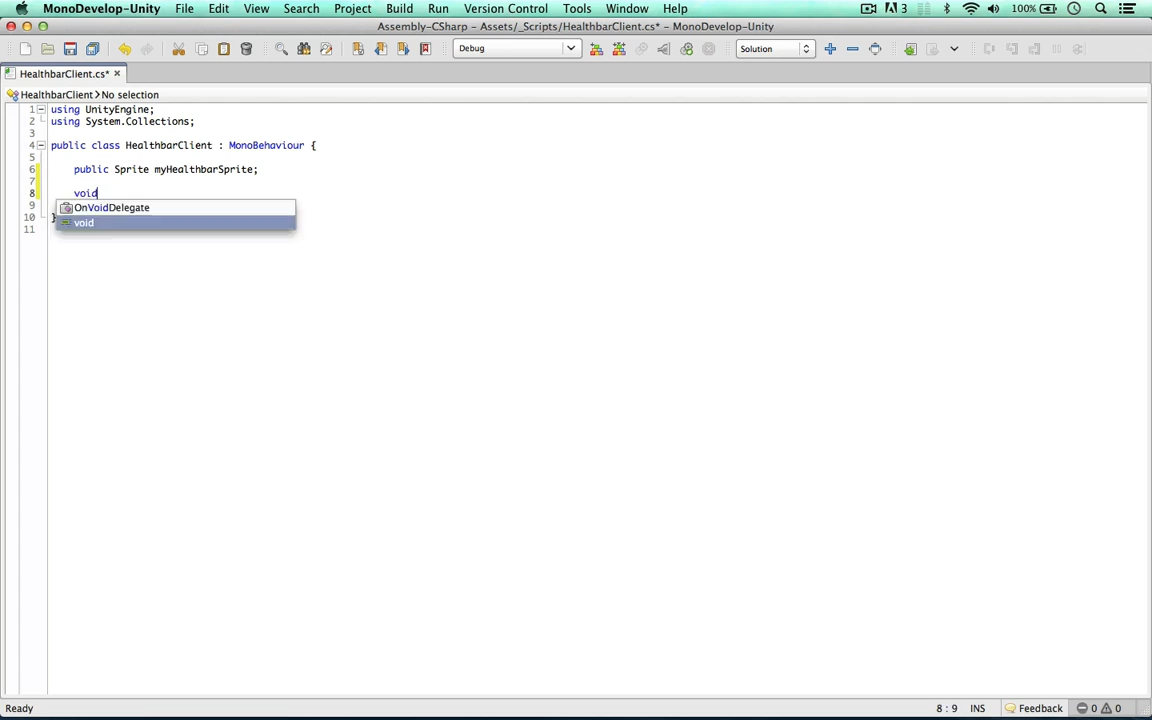 MonoDevelop-Unity File Edit View Search Project Build Run Version Control Tools Window Help 3 100%
Assembly-CSharp – Assets/_Scripts/HealthbarClient.cs* – MonoDevelop-Unity
Debug Solution
HealthbarClient.cs* ×
HealthbarClient No selection
1 using UnityEngine;
2 using System.Collections;
3
4 public class HealthbarClient : MonoBehaviour {
5
6 public Sprite myHealthbarSprite;
7
8 void
9 OnVoidDelegate
10 } void
11
Ready 8 : 9 INS Feedback 0 0